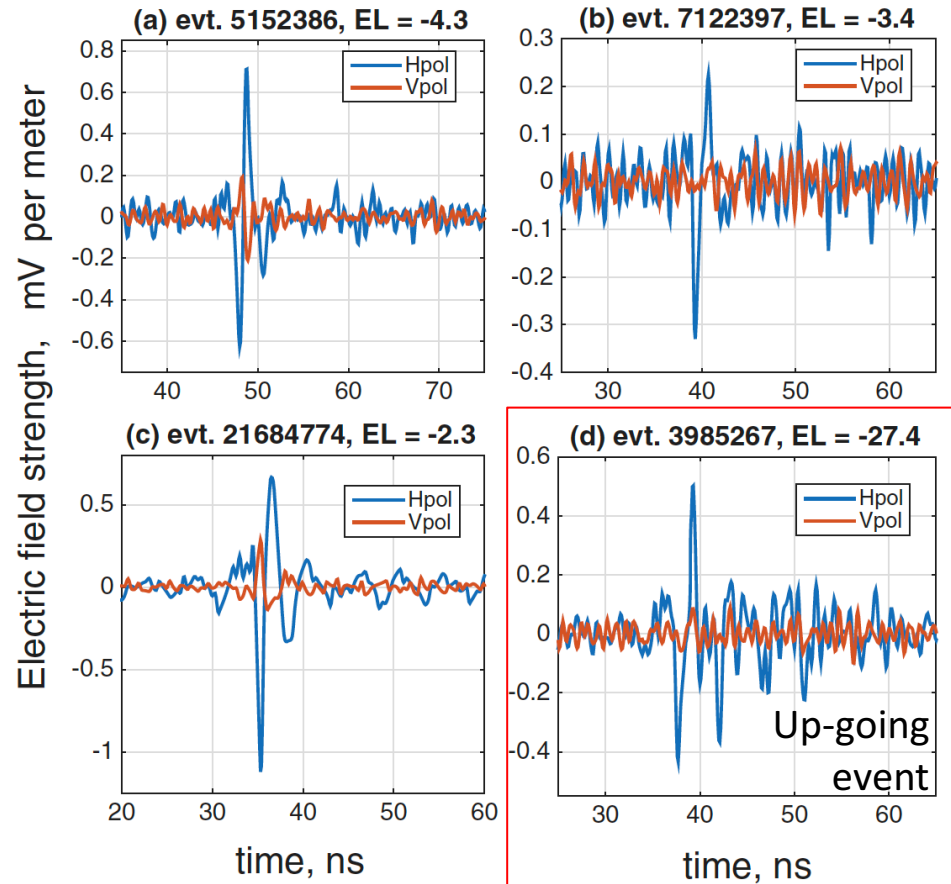 Electric field strength, mV per meter
(a) evt. 5152386, EL = -4.3
0.8
0.6
0.4
0.2
0
-0.2
-0.4
-0.6
40
50
60
70
Hpol
Vpol
(b) evt. 7122397, EL = -3.4
0.3
0.2
0.1
0
-0.1
-0.2
-0.3
-0.4
30
40
50
60
Hpol
Vpol
(c) evt. 21684774, EL = -2.3
0.5
0
-0.5
-1
20
30
40
50
60
Hpol
Vpol
time, ns
(d) evt. 3985267, EL = -27.4
0.6
0.4
0.2
0
-0.2
-0.4
30
40
50
60
Hpol
Vpol
Up-going
event
time, ns